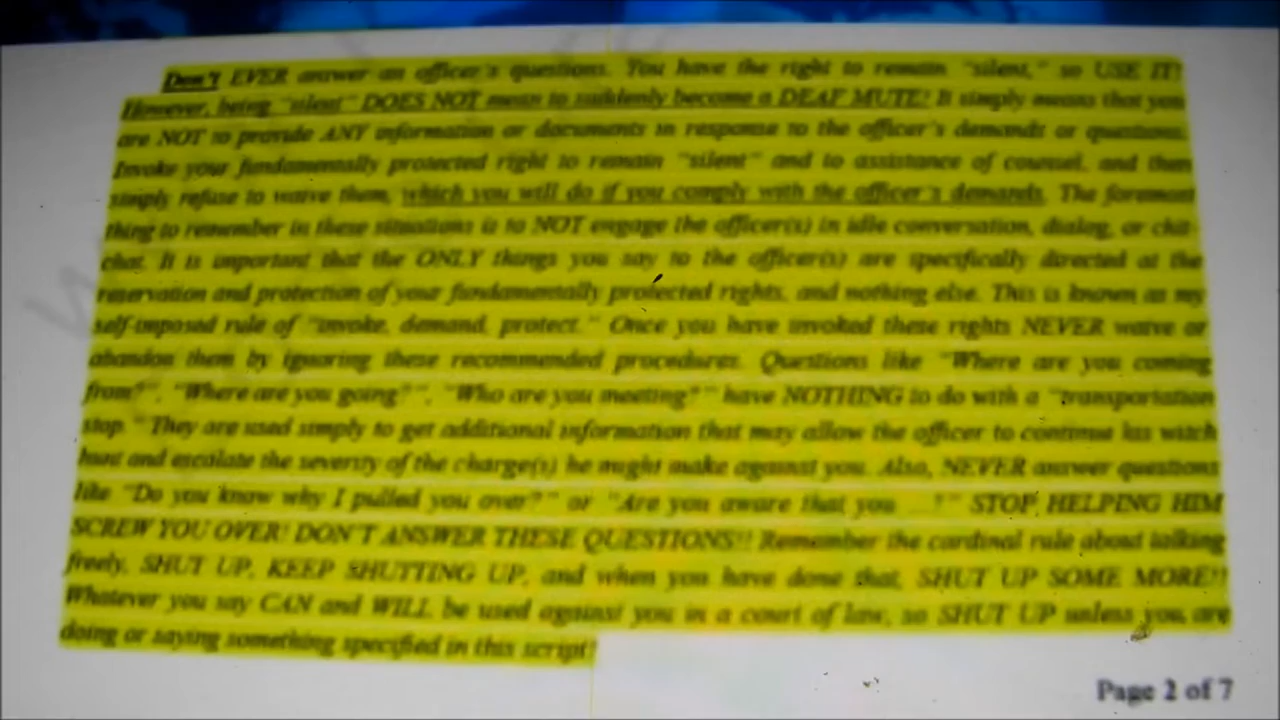 Don't EVER answer an officer's questions. You have the right to remain "silent," so USE IT!
However, being "silent" DOES NOT mean to suddenly become a DEAF MUTE! It simply means that you
are NOT to provide ANY information or documents in response to the officer's demands or questions.
Invoke your fundamentally protected right to remain "silent" and to assistance of counsel, and then
simply refuse to waive them, which you will do if you comply with the officer's demands. The foremost
thing to remember in these situations is to NOT engage the officer(s) in idle conversation, dialog, or chit-
chat. It is important that the ONLY things you say to the officer(s) are specifically directed at the
reservation and protection of your fundamentally protected rights, and nothing else. This is known as my
self-imposed rule of "invoke, demand, protect." Once you have invoked these rights NEVER waive or
abandon them by ignoring these recommended procedures. Questions like "Where are you coming
from?", "Where are you going?", "Who are you meeting?" have NOTHING to do with a "transportation
stop." They are used simply to get additional information that may allow the officer to continue his witch
hunt and escalate the severity of the charge(s) he might make against you. Also, NEVER answer questions
like "Do you know why I pulled you over?" or "Are you aware that you ...?" STOP HELPING HIM
SCREW YOU OVER! DON'T ANSWER THESE QUESTIONS!! Remember the cardinal rule about talking
freely, SHUT UP, KEEP SHUTTING UP, and when you have done that, SHUT UP SOME MORE!!
Whatever you say CAN and WILL be used against you in a court of law, so SHUT UP unless you are
doing or saying something specified in this script!
Page 2 of 7